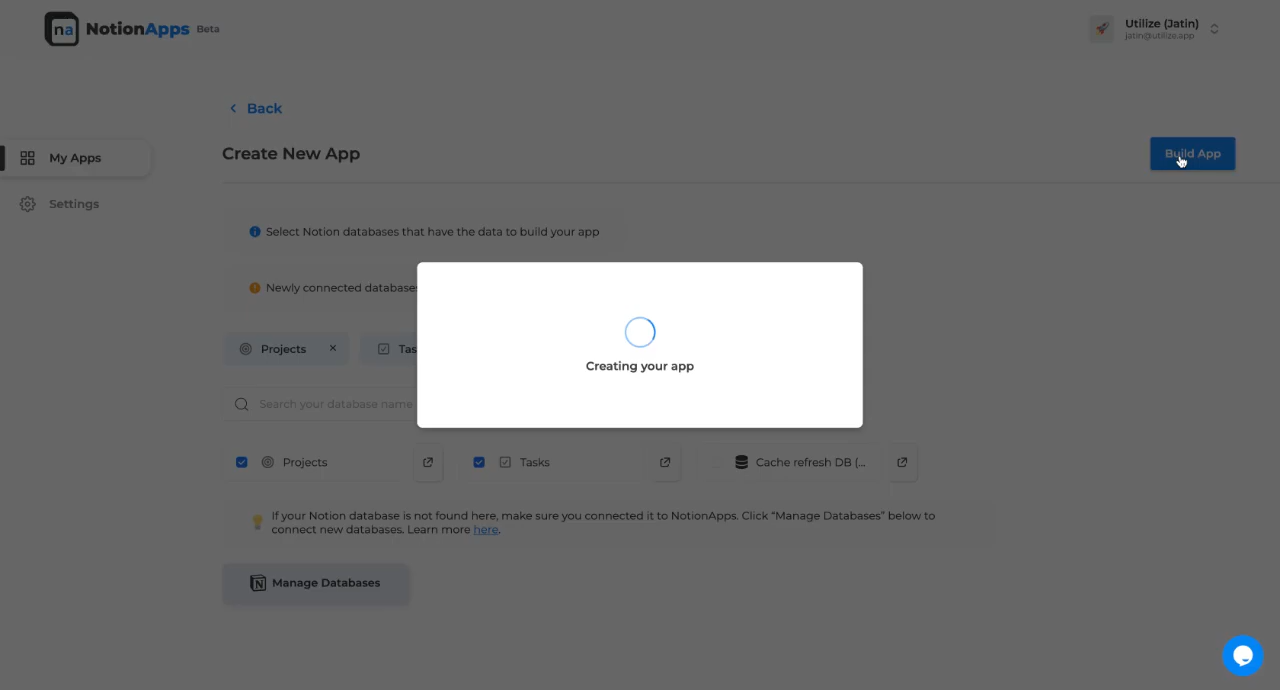 na NotionApps Beta
Utilize (Jatin)
jatin@utilize.app
Back
My Apps
Create New App
Build App
Settings
Select Notion databases that have the data to build your app
Newly connected databases
Creating your app
Projects
Tas
Search your database name
Projects
Tasks
Cache refresh DB (...
If your Notion database is not found here, make sure you connected it to NotionApps. Click “Manage Databases” below to
connect new databases. Learn more here.
Manage Databases